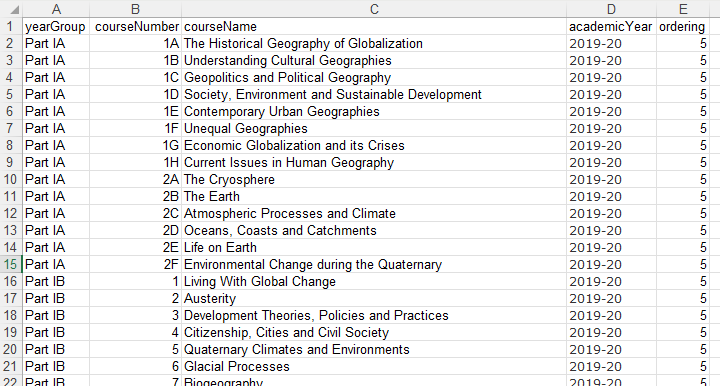 A B C D E
1 yearGroup courseNumber courseName academicYear ordering
2 Part IA 1A The Historical Geography of Globalization 2019-20 5
3 Part IA 1B Understanding Cultural Geographies 2019-20 5
4 Part IA 1C Geopolitics and Political Geography 2019-20 5
5 Part IA 1D Society, Environment and Sustainable Development 2019-20 5
6 Part IA 1E Contemporary Urban Geographies 2019-20 5
7 Part IA 1F Unequal Geographies 2019-20 5
8 Part IA 1G Economic Globalization and its Crises 2019-20 5
9 Part IA 1H Current Issues in Human Geography 2019-20 5
10 Part IA 2A The Cryosphere 2019-20 5
11 Part IA 2B The Earth 2019-20 5
12 Part IA 2C Atmospheric Processes and Climate 2019-20 5
13 Part IA 2D Oceans, Coasts and Catchments 2019-20 5
14 Part IA 2E Life on Earth 2019-20 5
15 Part IA 2F Environmental Change during the Quaternary 2019-20 5
16 Part IB 1 Living With Global Change 2019-20 5
17 Part IB 2 Austerity 2019-20 5
18 Part IB 3 Development Theories, Policies and Practices 2019-20 5
19 Part IB 4 Citizenship, Cities and Civil Society 2019-20 5
20 Part IB 5 Quaternary Climates and Environments 2019-20 5
21 Part IB 6 Glacial Processes 2019-20 5
22 Part IB 7 Biogeography 2019-20 5